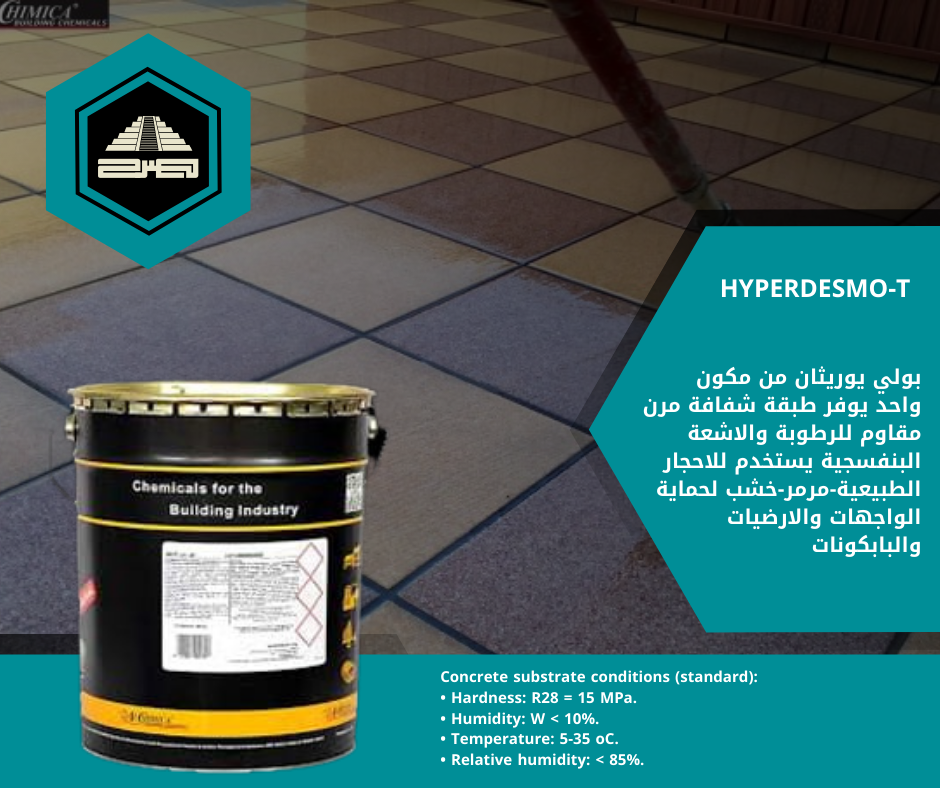 CHIMICA
BUILDING CHEMICALS
صرح
HYPERDESMO-T
بولي يوريثان من مكون
واحد يوفر طبقة شفافة مرن
مقاوم للرطوبة والاشعة
البنفسجية يستخدم للاحجار
الطبيعية-مرمر-خشب لحماية
الواجهات والارضيات
والبابكونات
Chemicals for the
Building Industry
Concrete substrate conditions (standard):
• Hardness: R28 = 15 MPa.
• Humidity: W < 10%.
• Temperature: 5-35 oC.
• Relative humidity: < 85%.